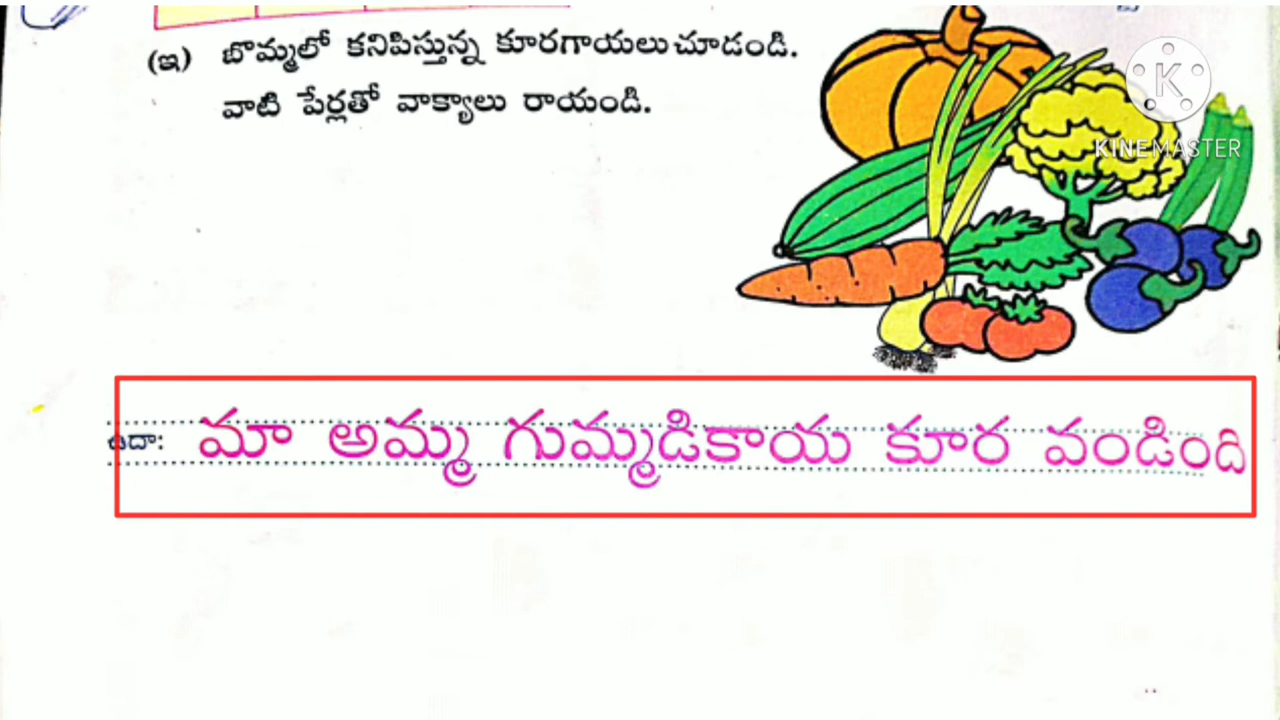 (ఇ) బొమ్మలో కనిపిస్తున్న కూరగాయలు చూడండి.
వాటి పేర్లతో వాక్యాలు రాయండి.
K
KINEMASTER
ఉదా: మా అమ్మ గుమ్మడికాయ కూర వండింది